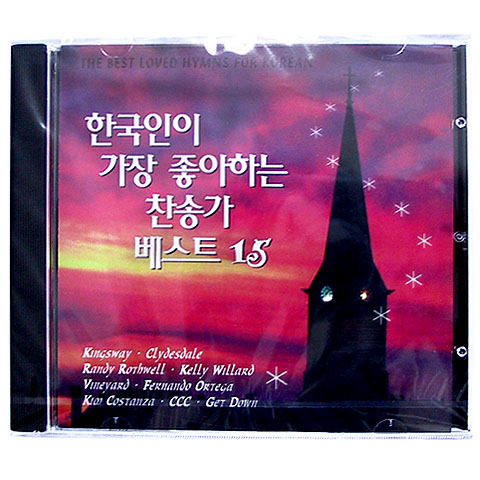 THE BEST LOVED HYMNS FOR KOREAN
한국인이
가장 좋아하는
찬송가
베스트 15
Kingsway · Clydesdale
Randy Rothwell · Kelly Willard
Vineyard · Fernando Ortega
Kim Costanza · CCC · Get Down